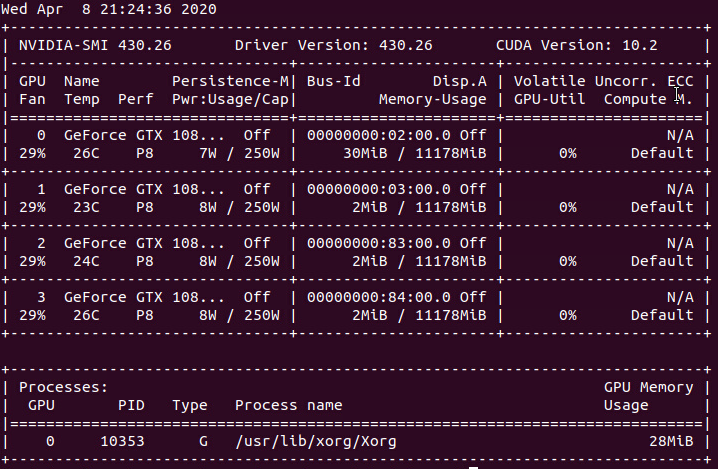 Wed Apr  8 21:24:36 2020
+-----------------------------------------------------------------------------+
| NVIDIA-SMI 430.26       Driver Version: 430.26       CUDA Version: 10.2     |
|-------------------------------+----------------------+----------------------+
| GPU  Name        Persistence-M| Bus-Id        Disp.A | Volatile Uncorr. ECC |
| Fan  Temp  Perf  Pwr:Usage/Cap|         Memory-Usage | GPU-Util  Compute M. |
|===============================+======================+======================|
|   0  GeForce GTX 108...  Off  | 00000000:02:00.0 Off |                  N/A |
| 29%   26C    P8     7W / 250W |     30MiB / 11178MiB |      0%      Default |
+-------------------------------+----------------------+----------------------+
|   1  GeForce GTX 108...  Off  | 00000000:03:00.0 Off |                  N/A |
| 29%   23C    P8     8W / 250W |      2MiB / 11178MiB |      0%      Default |
+-------------------------------+----------------------+----------------------+
|   2  GeForce GTX 108...  Off  | 00000000:83:00.0 Off |                  N/A |
| 29%   24C    P8     8W / 250W |      2MiB / 11178MiB |      0%      Default |
+-------------------------------+----------------------+----------------------+
|   3  GeForce GTX 108...  Off  | 00000000:84:00.0 Off |                  N/A |
| 29%   26C    P8     8W / 250W |      2MiB / 11178MiB |      0%      Default |
+-------------------------------+----------------------+----------------------+

+-----------------------------------------------------------------------------+
| Processes:                                                       GPU Memory |
|  GPU       PID   Type   Process name                             Usage      |
|=============================================================================|
|    0     10353      G   /usr/lib/xorg/Xorg                            28MiB |
+-----------------------------------------------------------------------------+